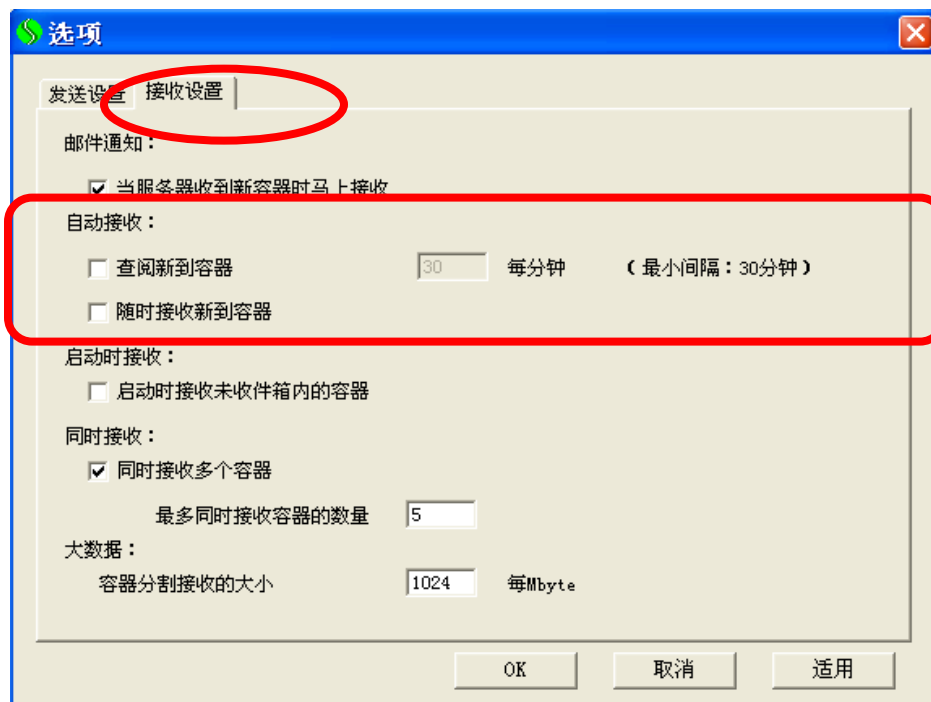 选项
发送设置 接收设置
邮件通知：
当服务器收到新容器时马上接收
自动接收：
查阅新到容器 30 每分钟 (最小间隔：30分钟)
随时接收新到容器
启动时接收：
启动时接收未收件箱内的容器
同时接收：
同时接收多个容器
最多同时接收容器的数量 5
大数据：
容器分割接收的大小 1024 每Mbyte
OK 取消 适用